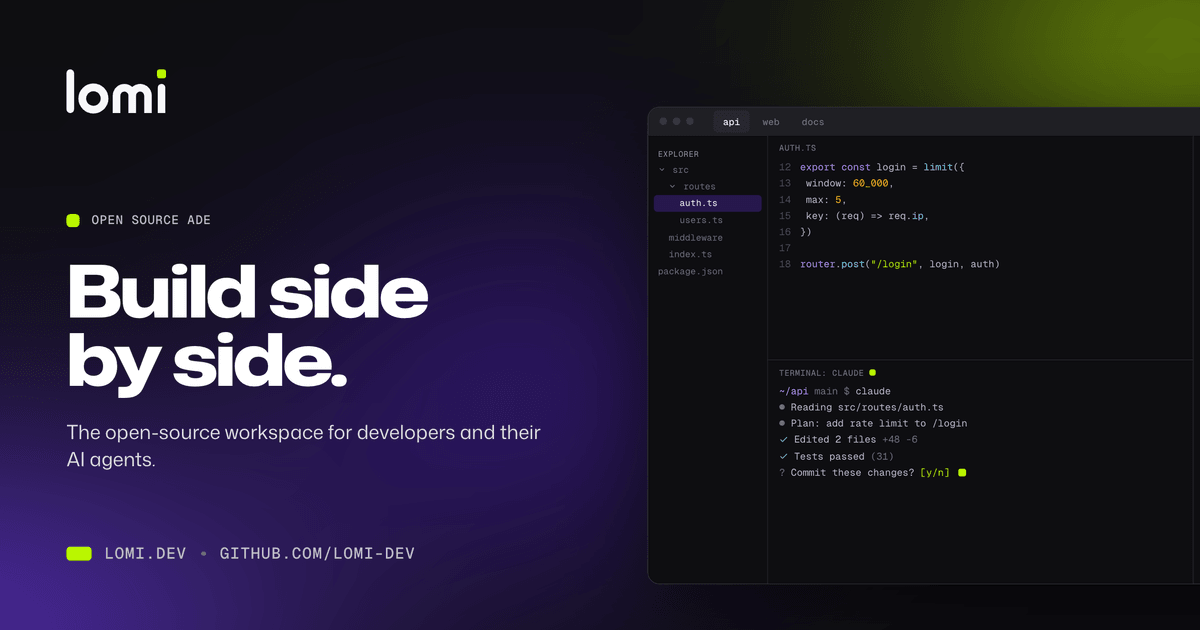 lomi
OPEN SOURCE ADE
Build side
by side.
The open-source workspace for developers and their
AI agents.
LOMI.DEV • GITHUB.COM/LOMI-DEV
api web docs
EXPLORER
src
routes
auth.ts
users.ts
middleware
index.ts
package.json
AUTH.TS
12 export const login = limit({
13 window: 60_000,
14 max: 5,
15 key: (req) => req.ip,
16 })
17
18 router.post("/login", login, auth)
TERMINAL: CLAUDE
~/api main $ claude
● Reading src/routes/auth.ts
● Plan: add rate limit to /login
✓ Edited 2 files +48 -6
✓ Tests passed (31)
? Commit these changes? [y/n]